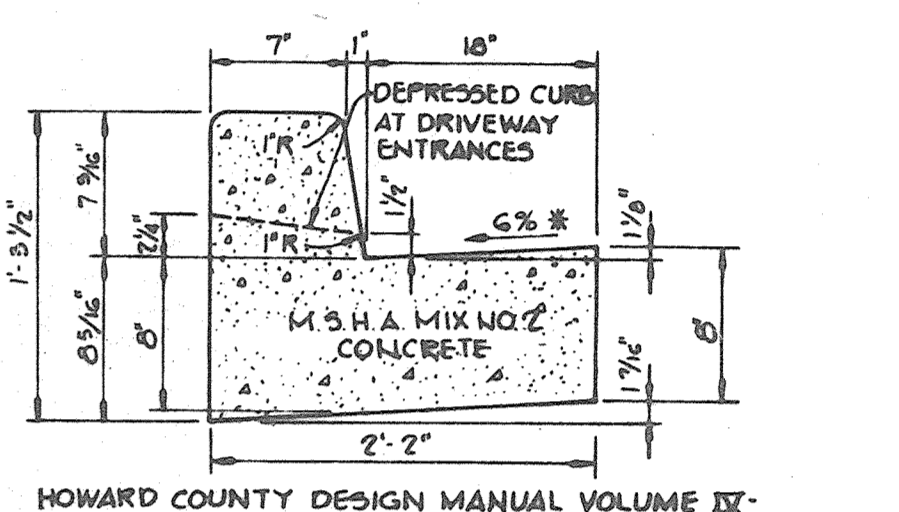 7" 1" 18"
DEPRESSED CURB
AT DRIVEWAY
ENTRANCES
1"R
7 9/16"
1'-3 1/2"
2 1/4"
1 1/2"
6% *
1 1/8"
1"R
8 5/16"
8"
M.S.H.A. MIX NO. 2
CONCRETE
8"
1 7/16"
2'-2"
HOWARD COUNTY DESIGN MANUAL VOLUME IV-